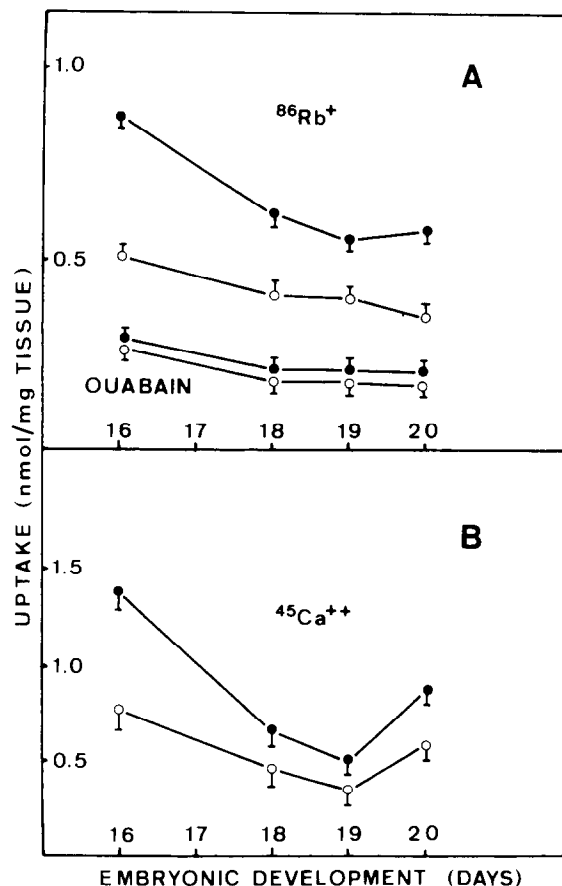 1.0
A
⁸⁶Rb⁺
0.5
OUABAIN
16 17 18 19 20
UPTAKE (nmol/mg TISSUE)
B
1.5
⁴⁵Ca⁺⁺
1.0
0.5
16 17 18 19 20
EMBRYONIC DEVELOPMENT (DAYS)